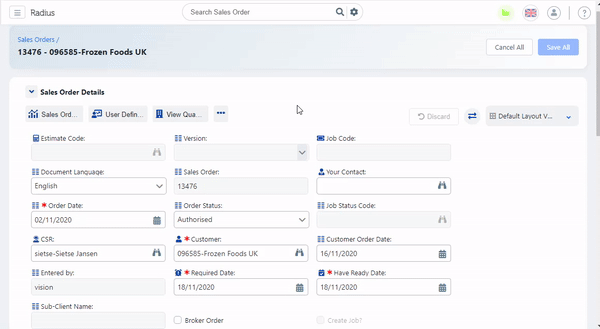 Radius
Search Sales Order
Sales Orders /
13476 - 096585-Frozen Foods UK
Cancel All
Save All
Sales Order Details
Sales Ord...
User Defin...
View Qua...
...
Discard
Default Layout V...
Estimate Code:
Version:
Job Code:
Document Language:
Sales Order:
Your Contact:
English
13476
* Order Date:
Order Status:
Job Status Code:
02/11/2020
Authorised
CSR:
* Customer:
Customer Order Date:
sietse-Sietse Jansen
096585-Frozen Foods UK
16/11/2020
Entered by:
* Required Date:
* Have Ready Date:
vision
18/11/2020
18/11/2020
Sub-Client Name:
Broker Order
Create Job?